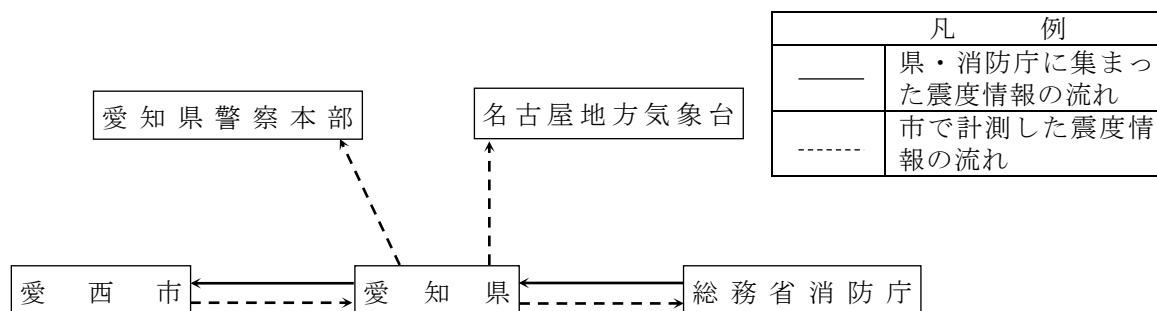 凡例
県・消防庁に集まっ
た震度情報の流れ
市で計測した震度情
報の流れ
愛知県警察本部
名古屋地方気象台
愛西市
愛知県
総務省消防庁